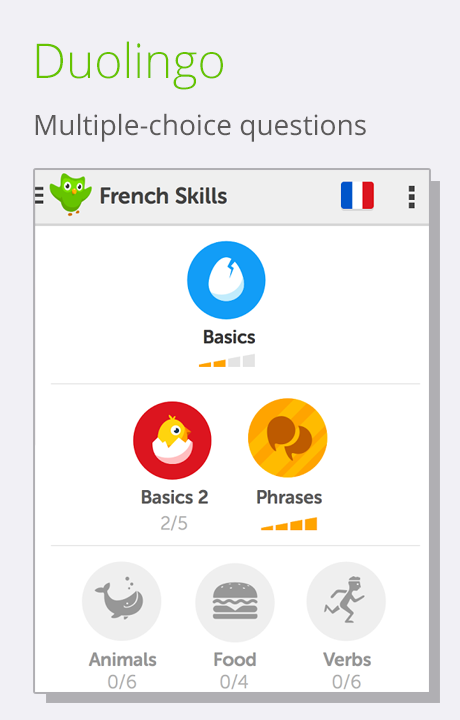 Duolingo
Multiple-choice questions
French Skills
Basics
Basics 2 Phrases
2/5
Animals Food Verbs
0/6 0/4 0/6